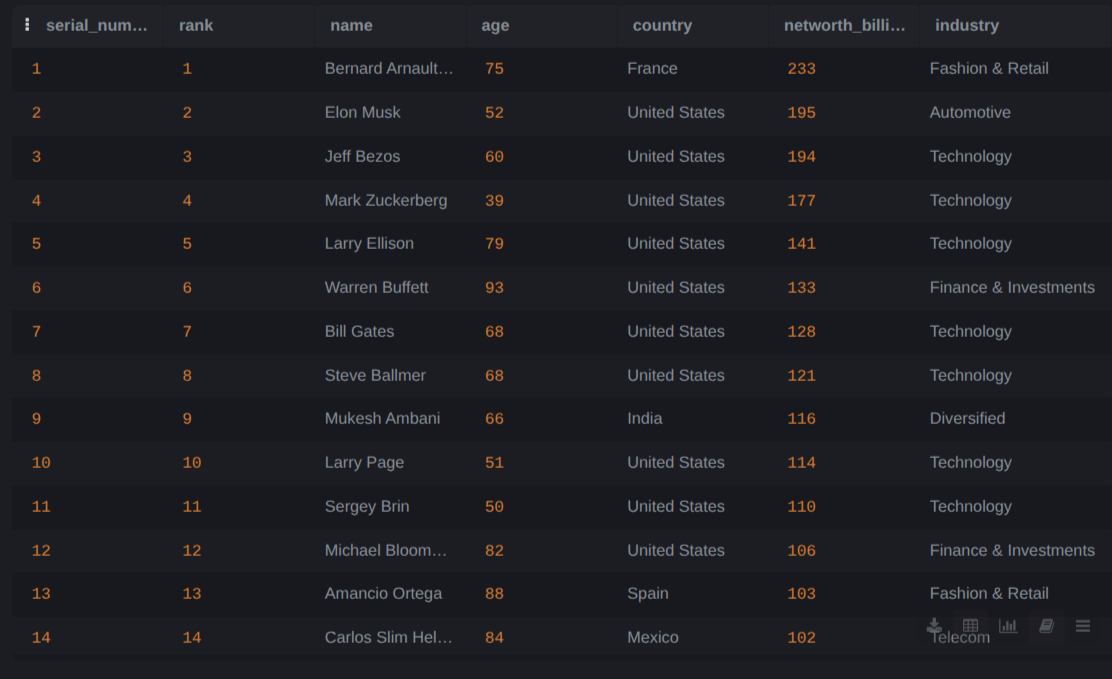 serial_num… rank name age country networth_billi… industry
1 1 Bernard Arnault… 75 France 233 Fashion & Retail
2 2 Elon Musk 52 United States 195 Automotive
3 3 Jeff Bezos 60 United States 194 Technology
4 4 Mark Zuckerberg 39 United States 177 Technology
5 5 Larry Ellison 79 United States 141 Technology
6 6 Warren Buffett 93 United States 133 Finance & Investments
7 7 Bill Gates 68 United States 128 Technology
8 8 Steve Ballmer 68 United States 121 Technology
9 9 Mukesh Ambani 66 India 116 Diversified
10 10 Larry Page 51 United States 114 Technology
11 11 Sergey Brin 50 United States 110 Technology
12 12 Michael Bloom… 82 United States 106 Finance & Investments
13 13 Amancio Ortega 88 Spain 103 Fashion & Retail
14 14 Carlos Slim Hel… 84 Mexico 102 Telecom